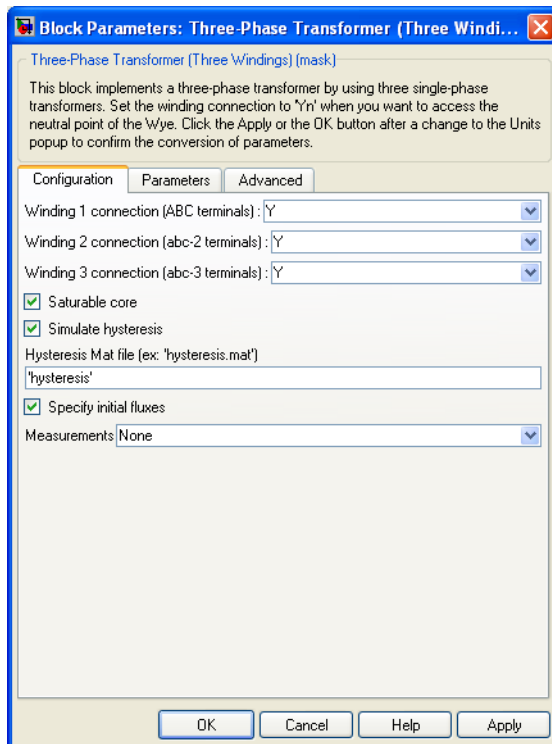 Block Parameters: Three-Phase Transformer (Three Windi...
Three-Phase Transformer (Three Windings) (mask)
This block implements a three-phase transformer by using three single-phase
transformers. Set the winding connection to 'Yn' when you want to access the
neutral point of the Wye. Click the Apply or the OK button after a change to the Units
popup to confirm the conversion of parameters.
Configuration Parameters Advanced
Winding 1 connection (ABC terminals) : Y
Winding 2 connection (abc-2 terminals) : Y
Winding 3 connection (abc-3 terminals) : Y
Saturable core
Simulate hysteresis
Hysteresis Mat file (ex: 'hysteresis.mat')
'hysteresis'
Specify initial fluxes
Measurements None
OK Cancel Help Apply